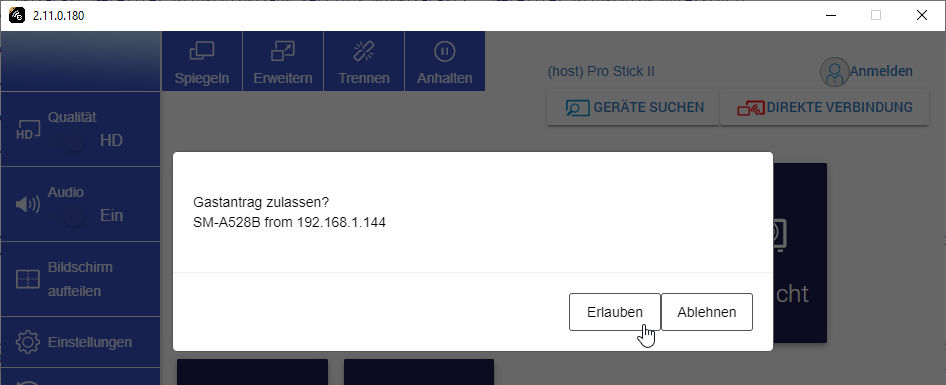 2.11.0.180
Spiegeln
Erweitern
Trennen
Anhalten
(host) Pro Stick II
Anmelden
GERÄTE SUCHEN
DIREKTE VERBINDUNG
Qualität
HD
HD
Audio
Ein
Bildschirm
aufteilen
Einstellungen
Gastantrag zulassen?
SM-A528B from 192.168.1.144
Erlauben
Ablehnen
cht